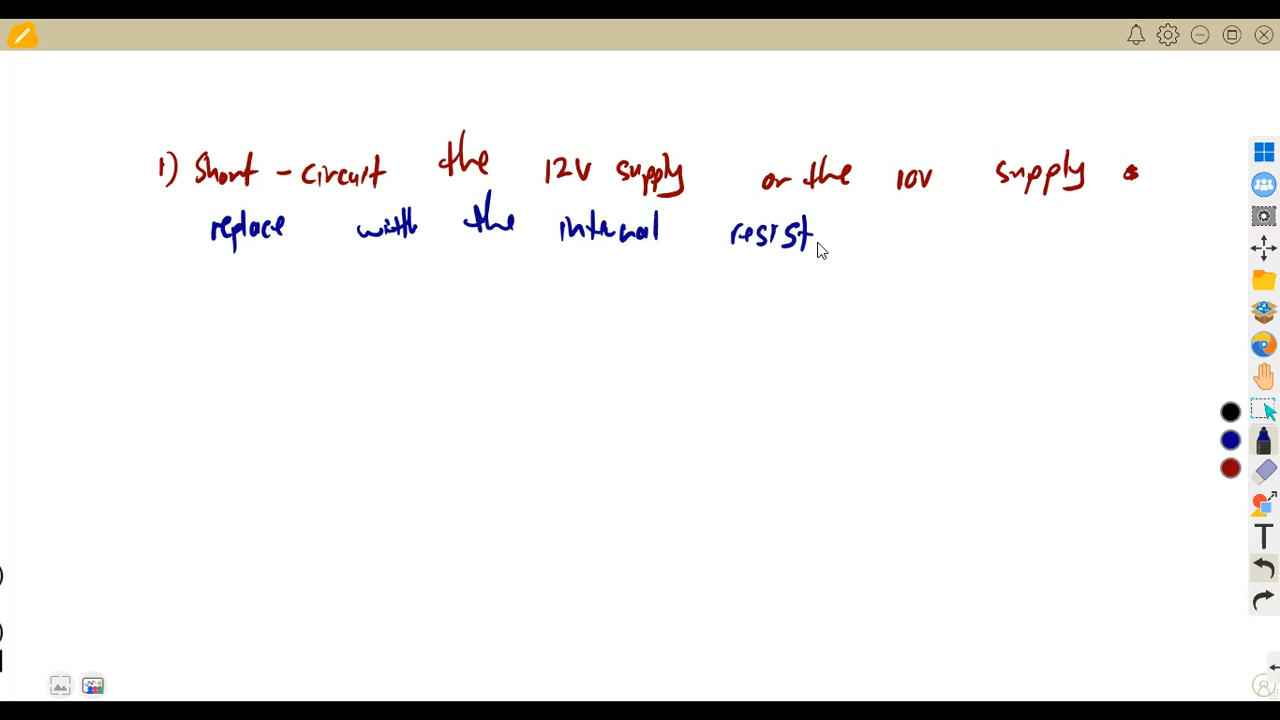 1) Short - circuit the 12V supply or the 10V supply
replace with the internal resist
T